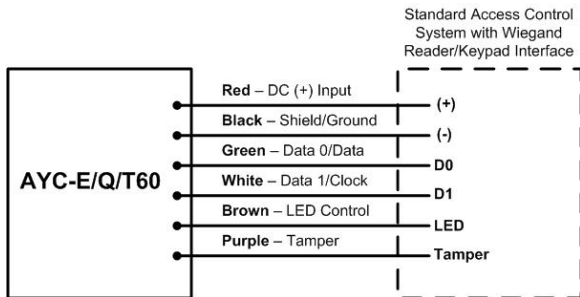 Standard Access Control
System with Wiegand
Reader/Keypad Interface
Red – DC (+) Input
(+)
Black – Shield/Ground
(-)
Green – Data 0/Data
D0
AYC-E/Q/T60
White – Data 1/Clock
D1
Brown – LED Control
LED
Purple – Tamper
Tamper